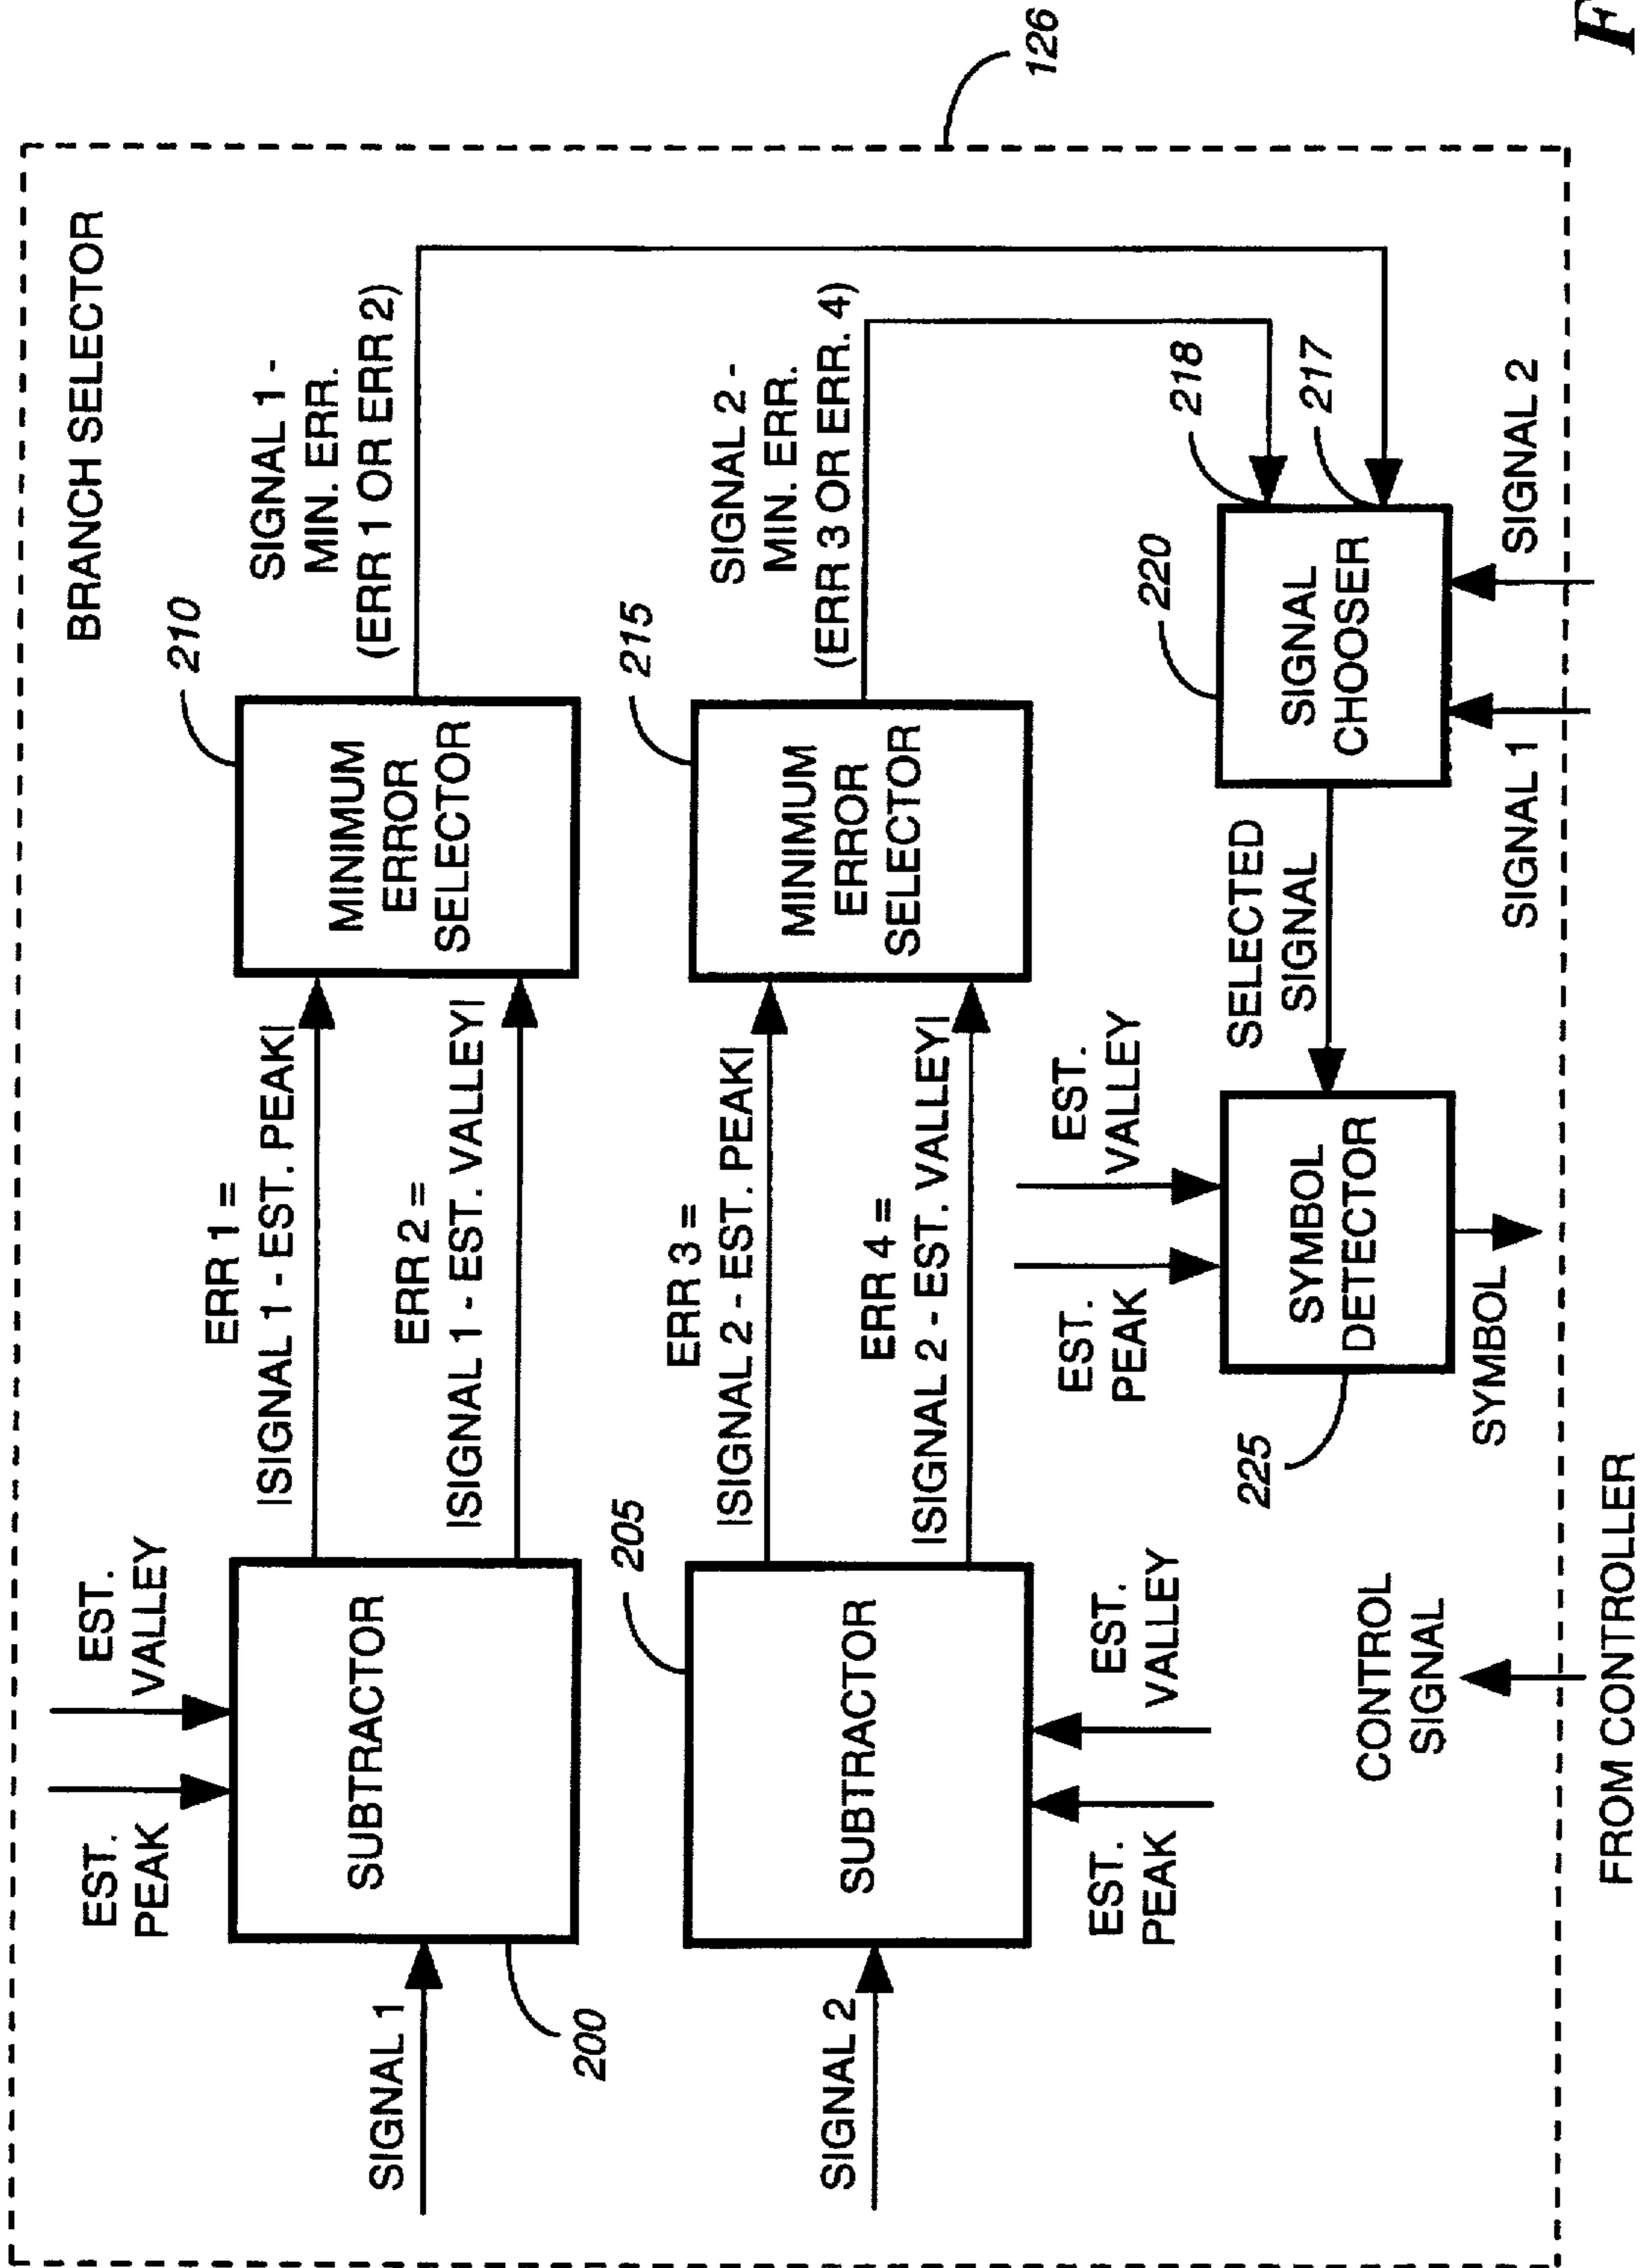 BRANCH SELECTOR
126
EST.
PEAK
EST.
VALLEY
SIGNAL 1
200
SUBTRACTOR
ERR 1 =
|SIGNAL 1 - EST. PEAK|
ERR 2 =
|SIGNAL 1 - EST. VALLEY|
210
MINIMUM
ERROR
SELECTOR
SIGNAL 1 -
MIN. ERR.
(ERR 1 OR ERR 2)
SIGNAL 2
205
SUBTRACTOR
EST.
PEAK
EST.
VALLEY
ERR 3 =
|SIGNAL 2 - EST. PEAK|
ERR 4 =
|SIGNAL 2 - EST. VALLEY|
215
MINIMUM
ERROR
SELECTOR
SIGNAL 2 -
MIN. ERR.
(ERR 3 OR ERR. 4)
218
217
220
SIGNAL
CHOOSER
SIGNAL 1
SIGNAL 2
SELECTED
SIGNAL
EST.
PEAK
EST.
VALLEY
225
SYMBOL
DETECTOR
SYMBOL
CONTROL
SIGNAL
FROM CONTROLLER
F